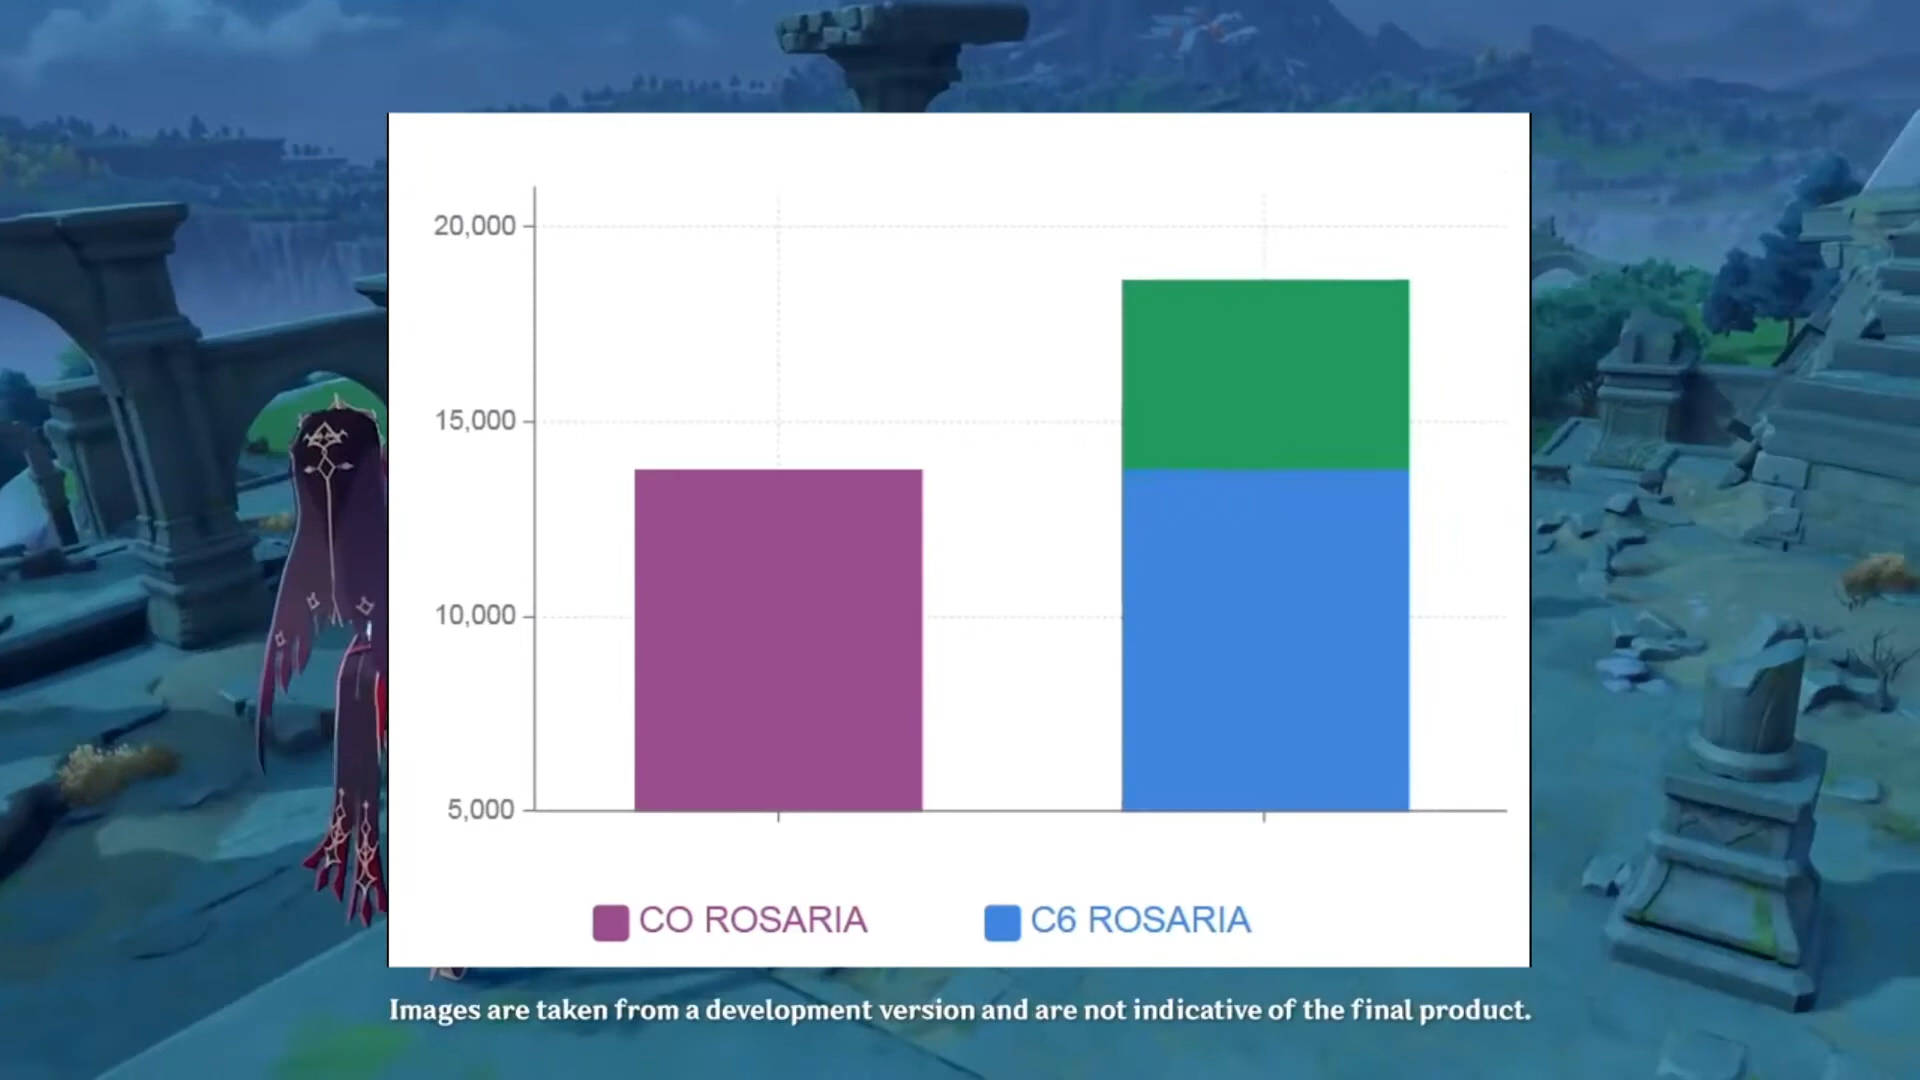 20,000
15,000
10,000
5,000
CO ROSARIA
C6 ROSARIA
Images are taken from a development version and are not indicative of the final product.